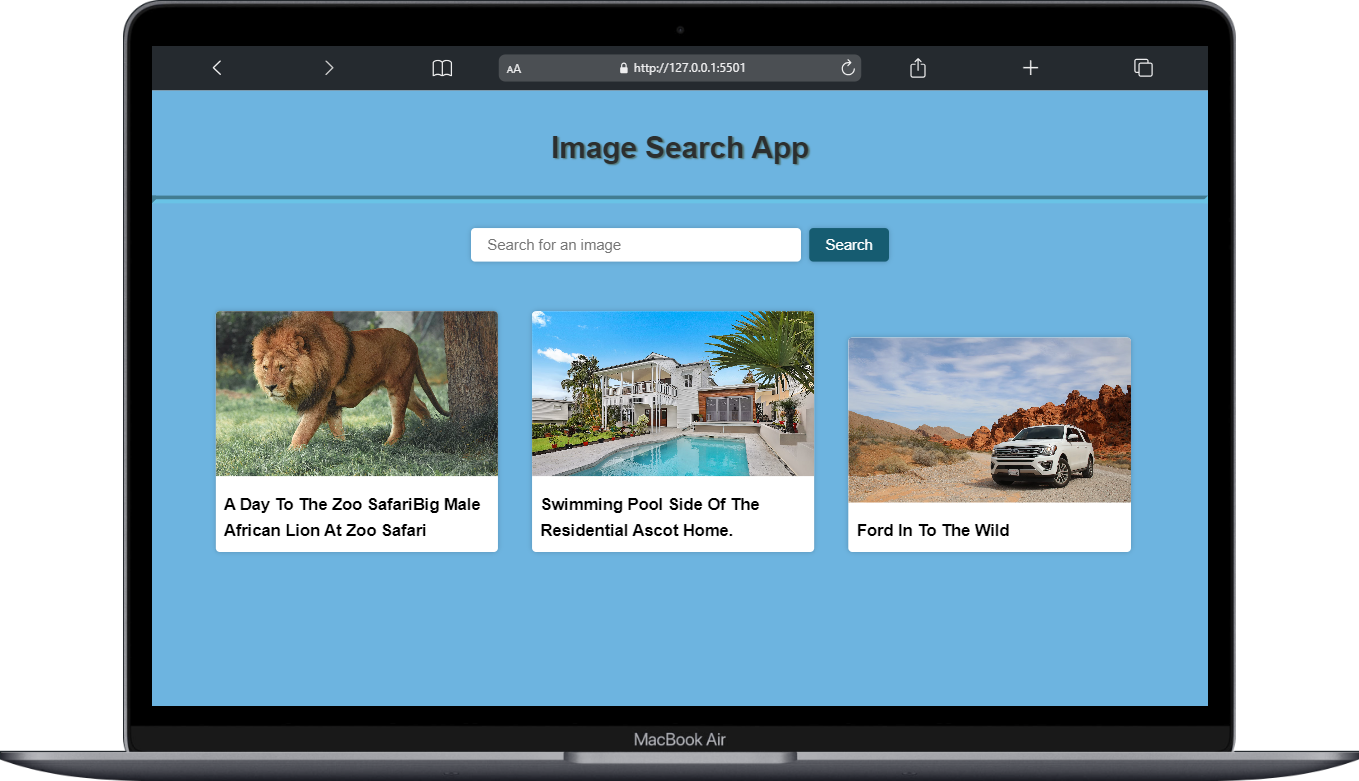 AA
http://127.0.0.1:5501
Image Search App
Search for an image
Search
A Day To The Zoo SafariBig Male
African Lion At Zoo Safari
Swimming Pool Side Of The
Residential Ascot Home.
Ford In To The Wild
MacBook Air